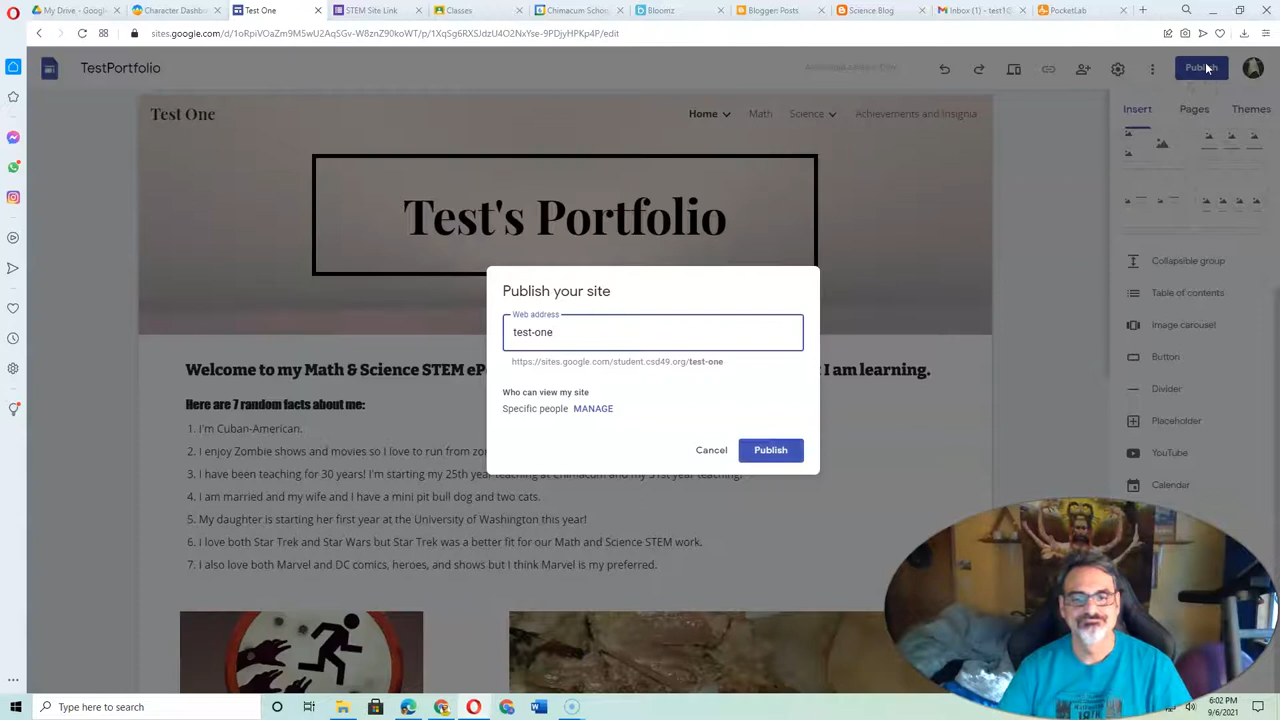 My Drive - Google
Character Dashb
Test One
STEM Site Link
Classes
Chimacum Schoo
Bloomz
Blogger: Posts
Science Blog
Inbox (1) - test1@
PocketLab
sites.google.com/d/1oRpiVOaZm9M5wU2AqSGv-W8znZ90koWT/p/1XqSg6RXSJdzU4O2NxYse-9PDjHPKp4P/edit
TestPortfolio
Publish
Insert Pages Themes
Test One
Home Math Science Achievements and Insignia
Test's Portfolio
Publish your site
Web address
test-one
https://sites.google.com/student.csd49.org/test-one
Who can view my site
Specific people MANAGE
Cancel Publish
Welcome to my Math & Science STEM eP I am learning.
Here are 7 random facts about me:
1. I'm Cuban-American.
2. I enjoy Zombie shows and movies so I love to run from zo
3. I have been teaching for 30 years! I'm starting my 25th year teaching at Chimacum and my 31st year teaching!
4. I am married and my wife and I have a mini pit bull dog and two cats.
5. My daughter is starting her first year at the University of Washington this year!
6. I love both Star Trek and Star Wars but Star Trek was a better fit for our Math and Science STEM work.
7. I also love both Marvel and DC comics, heroes, and shows but I think Marvel is my preferred.
Collapsible group
Table of contents
Image carousel
Button
Divider
Placeholder
YouTube
Calendar
Type here to search
6:02 PM
9/6/2021